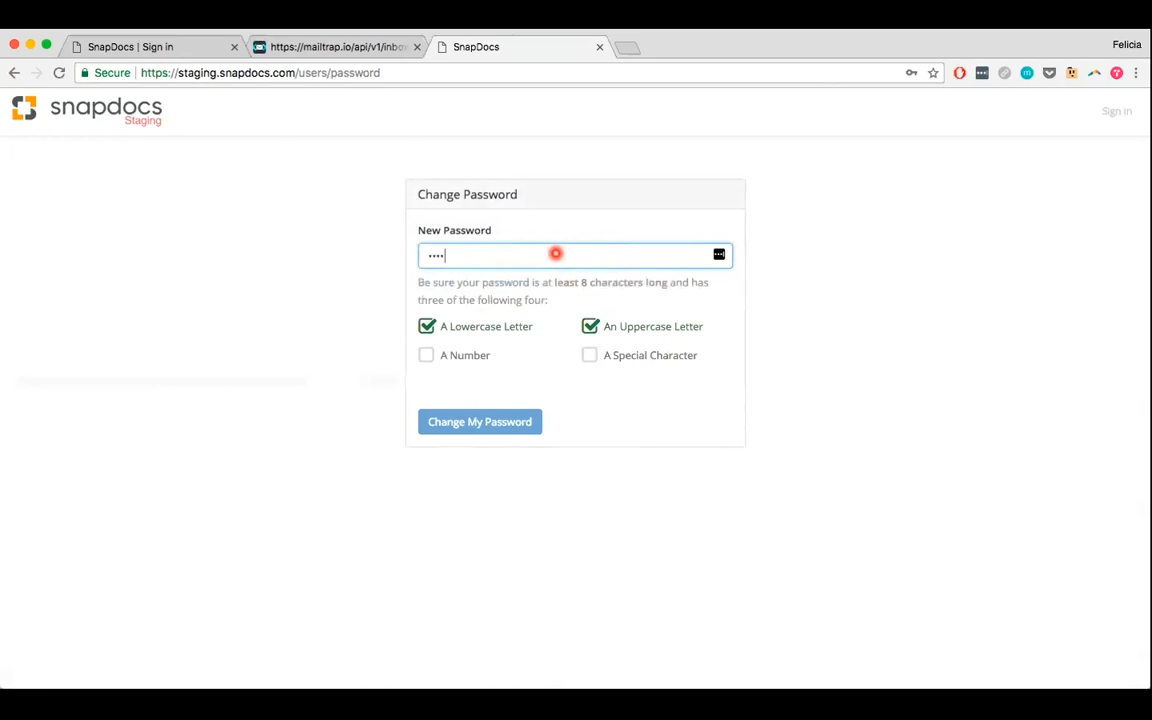 SnapDocs | Sign in
https://mailtrap.io/api/v1/inbo
SnapDocs
Felicia
Secure
https://staging.snapdocs.com/users/password
snapdocs
Staging
Sign in
Change Password
New Password
••••
Be sure your password is at least 8 characters long and has
three of the following four:
A Lowercase Letter
An Uppercase Letter
A Number
A Special Character
Change My Password